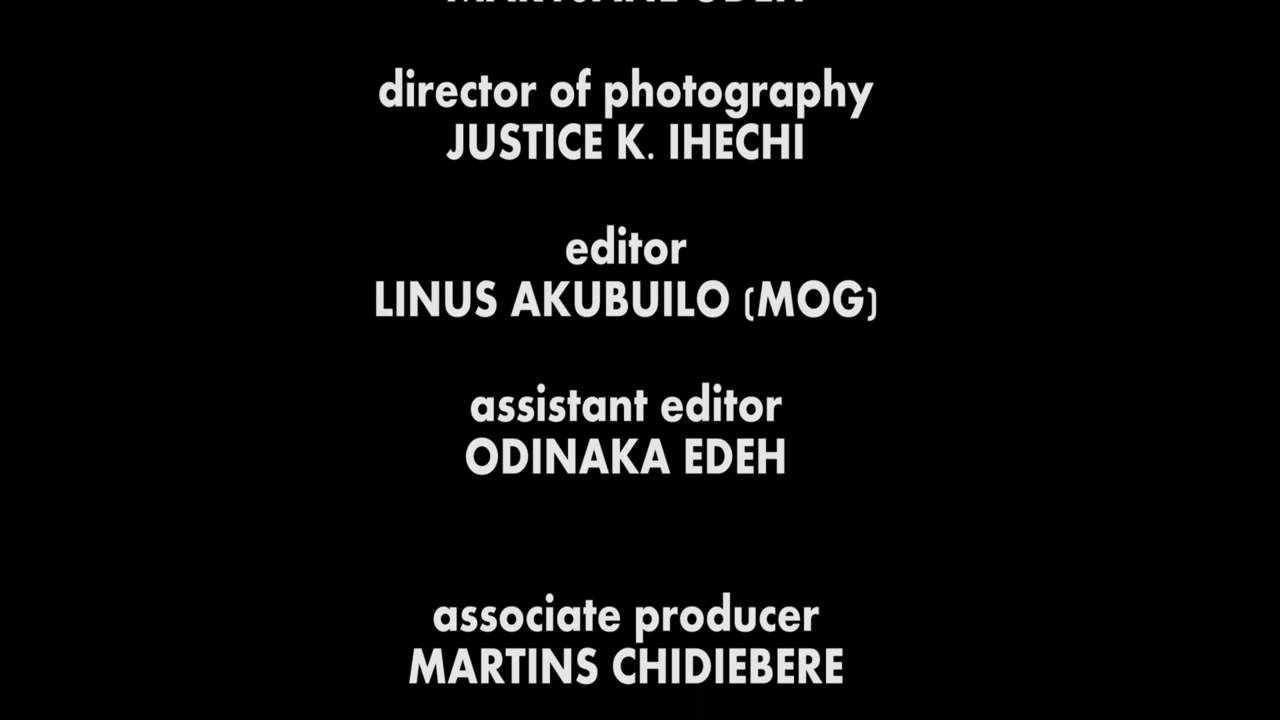 director of photography
JUSTICE K. IHECHI
editor
LINUS AKUBUILO (MOG)
assistant editor
ODINAKA EDEH
associate producer
MARTINS CHIDIEBERE